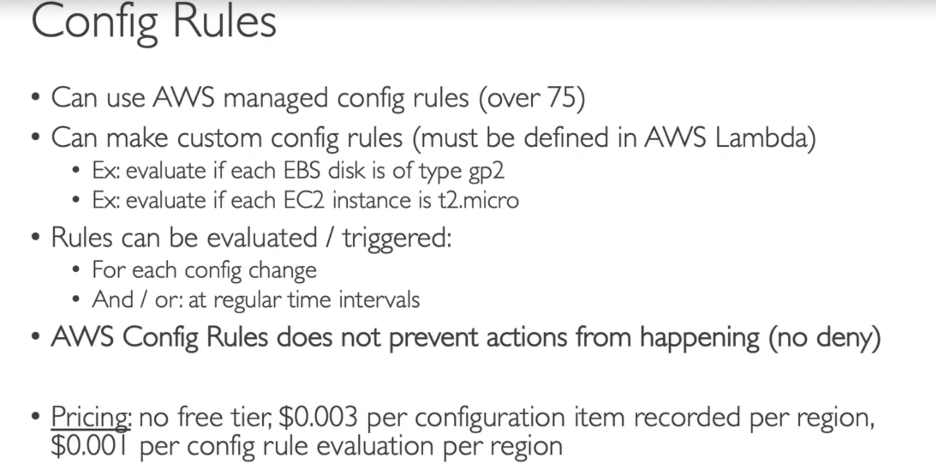 Config Rules
• Can use AWS managed config rules (over 75)
• Can make custom config rules (must be defined in AWS Lambda)
• Ex: evaluate if each EBS disk is of type gp2
• Ex: evaluate if each EC2 instance is t2.micro
• Rules can be evaluated / triggered:
• For each config change
• And / or: at regular time intervals
• AWS Config Rules does not prevent actions from happening (no deny)
• Pricing: no free tier, $0.003 per configuration item recorded per region,
$0.001 per config rule evaluation per region